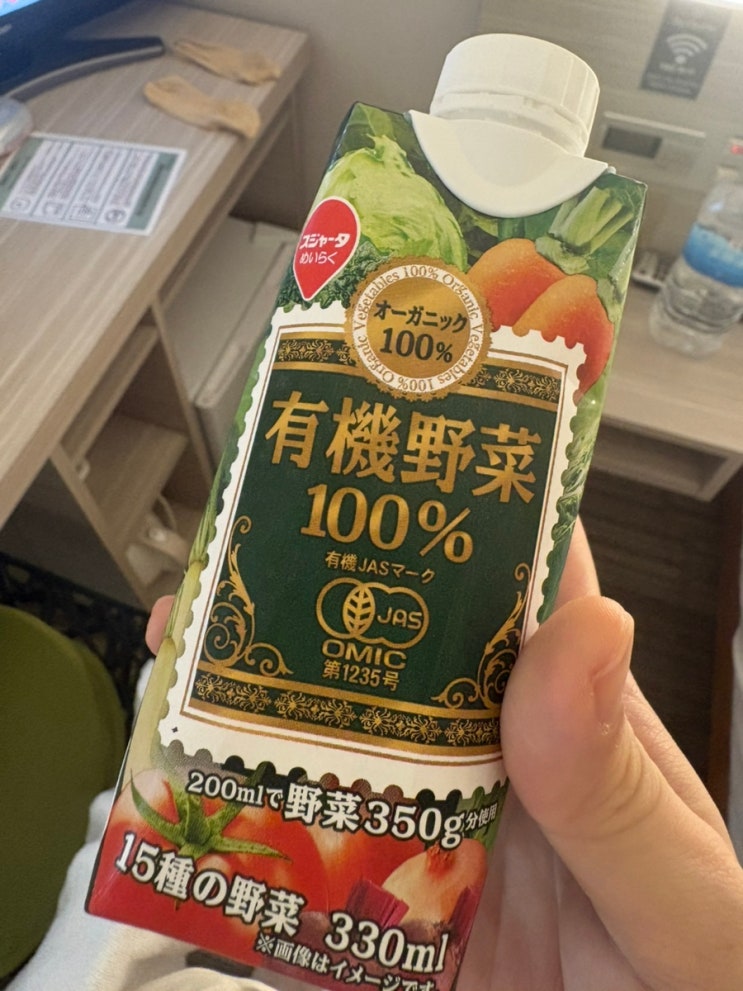 スジャータ
めいらく
100% Organic Vegetables 100% Organic Vegetables
オーガニック
100%
有機野菜
100%
有機JASマーク
JAS
OMIC
第1235号
200mlで野菜350g分使用
15種の野菜 330ml
※画像はイメージです